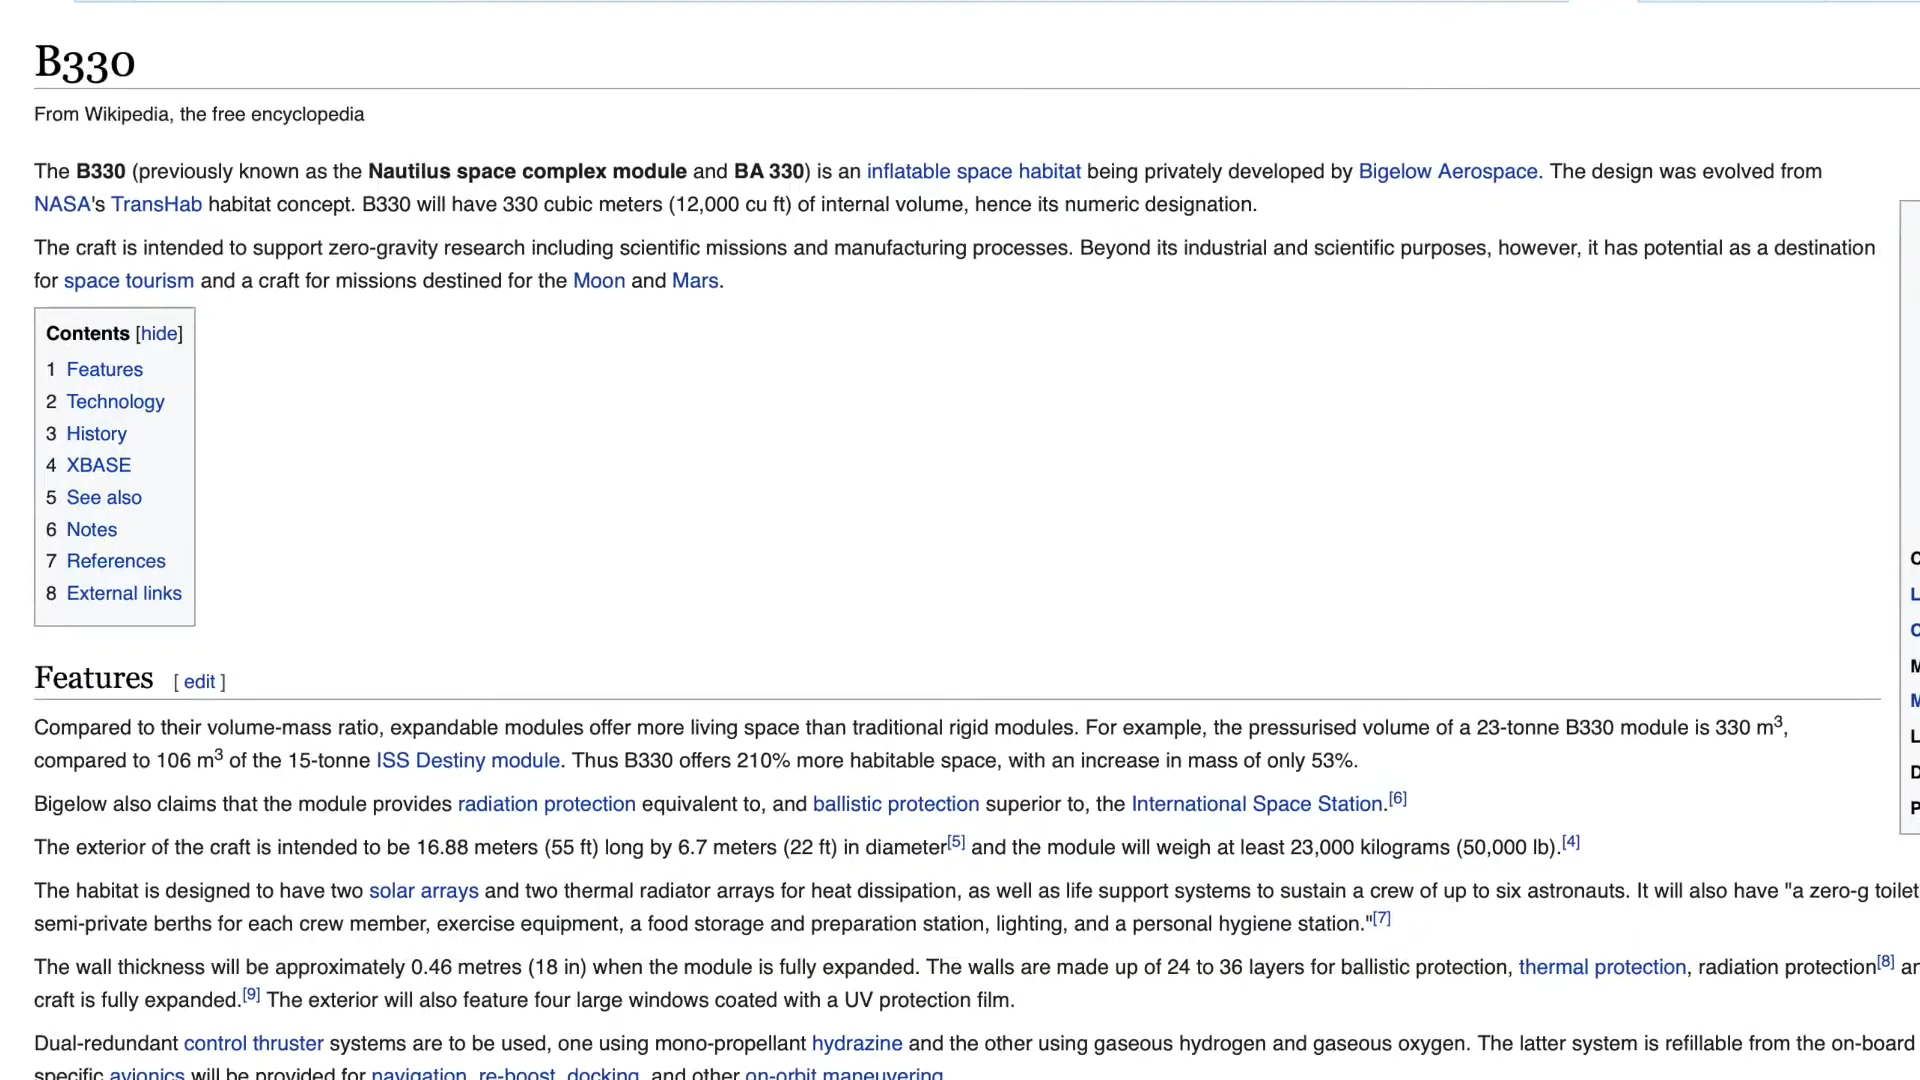 B330
From Wikipedia, the free encyclopedia
The B330 (previously known as the Nautilus space complex module and BA 330) is an inflatable space habitat being privately developed by Bigelow Aerospace. The design was evolved from
NASA's TransHab habitat concept. B330 will have 330 cubic meters (12,000 cu ft) of internal volume, hence its numeric designation.
The craft is intended to support zero-gravity research including scientific missions and manufacturing processes. Beyond its industrial and scientific purposes, however, it has potential as a destination
for space tourism and a craft for missions destined for the Moon and Mars.
Contents [hide]
1 Features
2 Technology
3 History
4 XBASE
5 See also
6 Notes
7 References
8 External links
Features [ edit ]
Compared to their volume-mass ratio, expandable modules offer more living space than traditional rigid modules. For example, the pressurised volume of a 23-tonne B330 module is 330 m³,
compared to 106 m³ of the 15-tonne ISS Destiny module. Thus B330 offers 210% more habitable space, with an increase in mass of only 53%.
Bigelow also claims that the module provides radiation protection equivalent to, and ballistic protection superior to, the International Space Station.[6]
The exterior of the craft is intended to be 16.88 meters (55 ft) long by 6.7 meters (22 ft) in diameter[5] and the module will weigh at least 23,000 kilograms (50,000 lb).[4]
The habitat is designed to have two solar arrays and two thermal radiator arrays for heat dissipation, as well as life support systems to sustain a crew of up to six astronauts. It will also have "a zero-g toilet
semi-private berths for each crew member, exercise equipment, a food storage and preparation station, lighting, and a personal hygiene station."[7]
The wall thickness will be approximately 0.46 metres (18 in) when the module is fully expanded. The walls are made up of 24 to 36 layers for ballistic protection, thermal protection, radiation protection[8]
craft is fully expanded.[9] The exterior will also feature four large windows coated with a UV protection film.
Dual-redundant control thruster systems are to be used, one using mono-propellant hydrazine and the other using gaseous hydrogen and gaseous oxygen. The latter system is refillable from the on-board
specific avionics will be provided for navigation, re-boost, docking, and other on-orbit maneuvering.